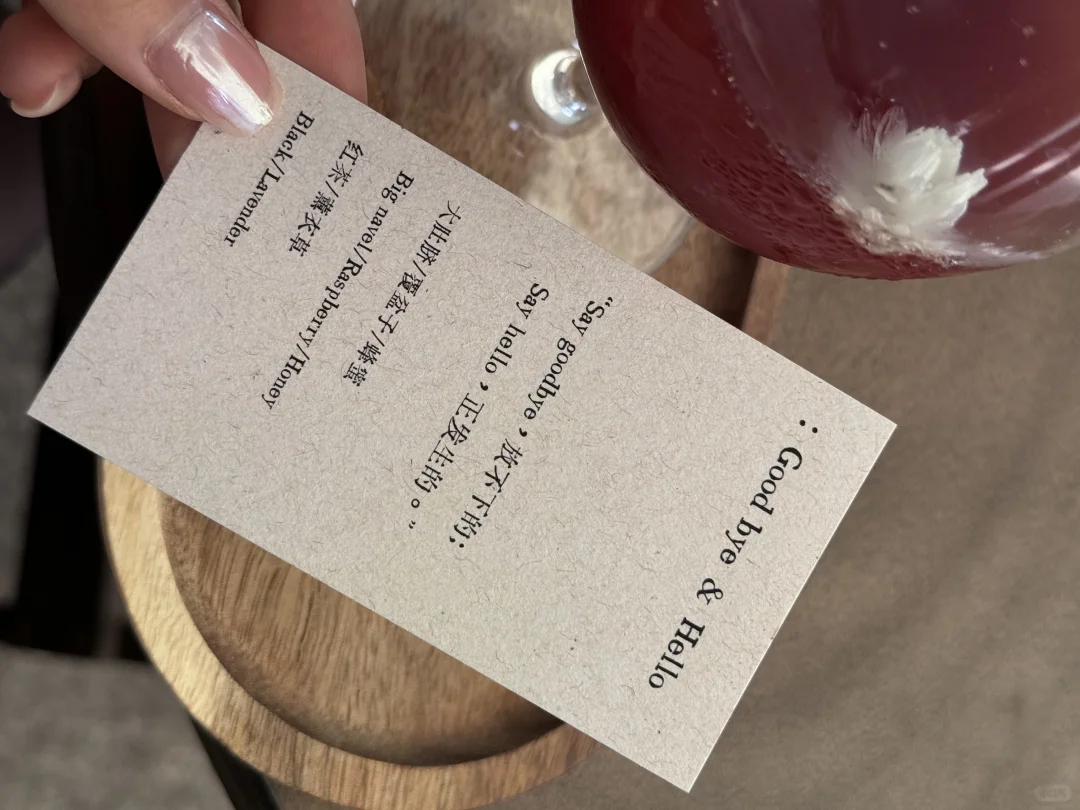 : Good bye & Hello
“Say goodbye，放不下的;
Say hello，正发生的。”
大肚脐/覆盆子/蜂蜜
Big navel/Raspberry/Honey
红茶/薰衣草
Black/Lavender